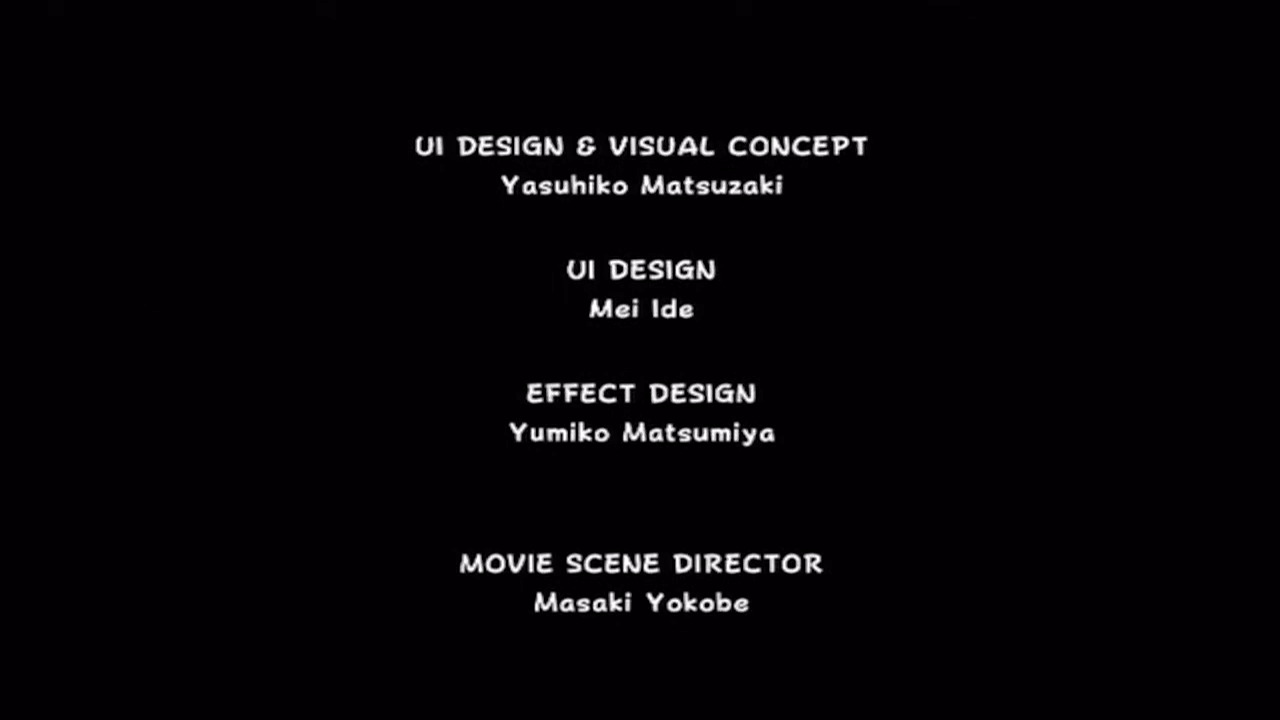 UI DESIGN & VISUAL CONCEPT
Yasuhiko Matsuzaki
UI DESIGN
Mei Ide
EFFECT DESIGN
Yumiko Matsumiya
MOVIE SCENE DIRECTOR
Masaki Yokobe